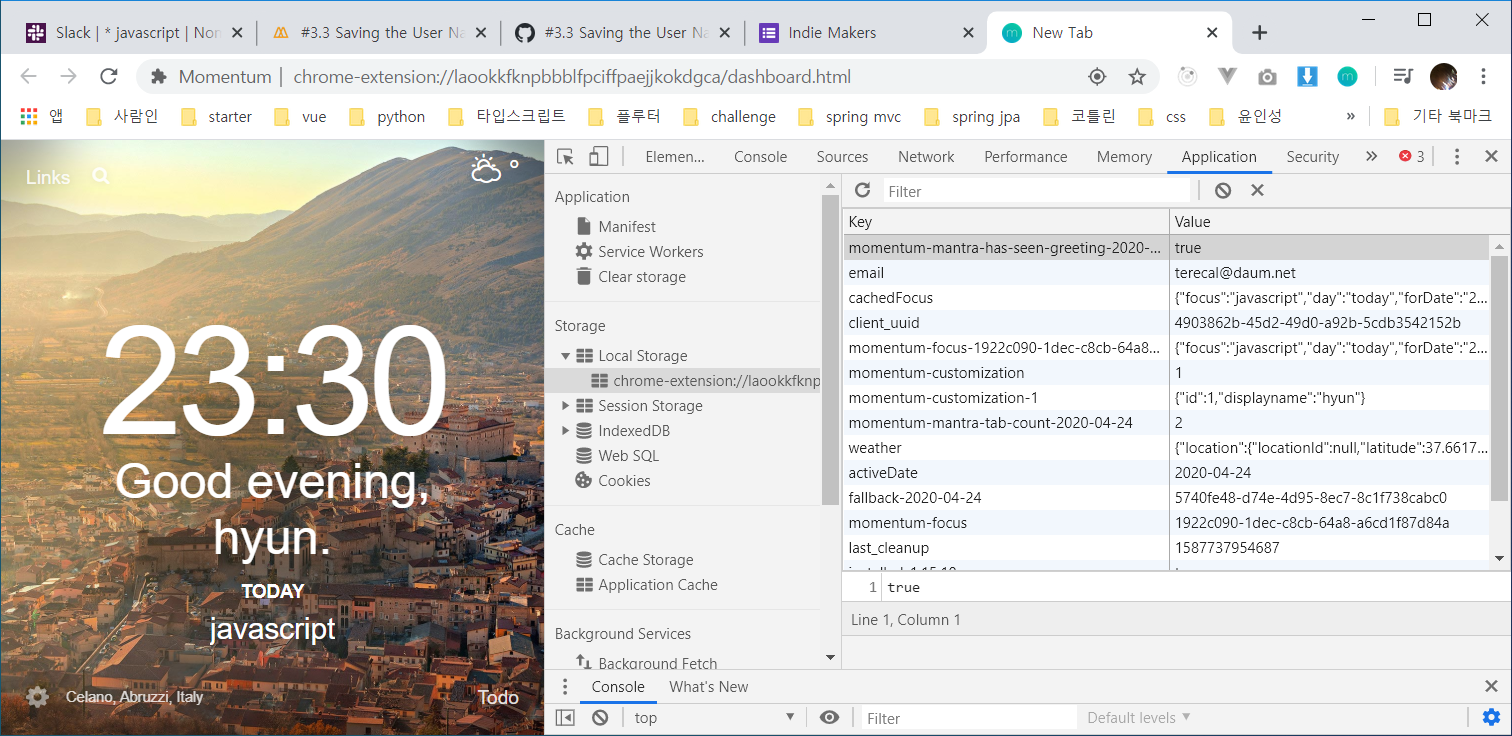 Slack | * javascript | Non
#3.3 Saving the User Na
#3.3 Saving the User Na
Indie Makers
New Tab
Momentum | chrome-extension://laookkfknpbbblfpciffpaejjkokdgca/dashboard.html
앱 사람인 starter vue python 타입스크립트 플루터 challenge spring mvc spring jpa 코틀린 css 윤인성 » 기타 북마크
Links
23:30
Good evening,
hyun.
TODAY
javascript
Celano, Abruzzi, Italy
Todo
Elemen... Console Sources Network Performance Memory Application Security » 3
Application
Manifest
Service Workers
Clear storage
Storage
Local Storage
chrome-extension://laookkfknp
Session Storage
IndexedDB
Web SQL
Cookies
Cache
Cache Storage
Application Cache
Background Services
Background Fetch
Filter
Key Value
momentum-mantra-has-seen-greeting-2020-... true
email terecal@daum.net
cachedFocus {"focus":"javascript","day":"today","forDate":"2...
client_uuid 4903862b-45d2-49d0-a92b-5cdb3542152b
momentum-focus-1922c090-1dec-c8cb-64a8... {"focus":"javascript","day":"today","forDate":"2...
momentum-customization 1
momentum-customization-1 {"id":1,"displayname":"hyun"}
momentum-mantra-tab-count-2020-04-24 2
weather {"location":{"locationId":null,"latitude":37.6617...
activeDate 2020-04-24
fallback-2020-04-24 5740fe48-d74e-4d95-8ec7-8c1f738cabc0
momentum-focus 1922c090-1dec-c8cb-64a8-a6cd1f87d84a
last_cleanup 1587737954687
1 true
Line 1, Column 1
Console What's New
top Filter Default levels